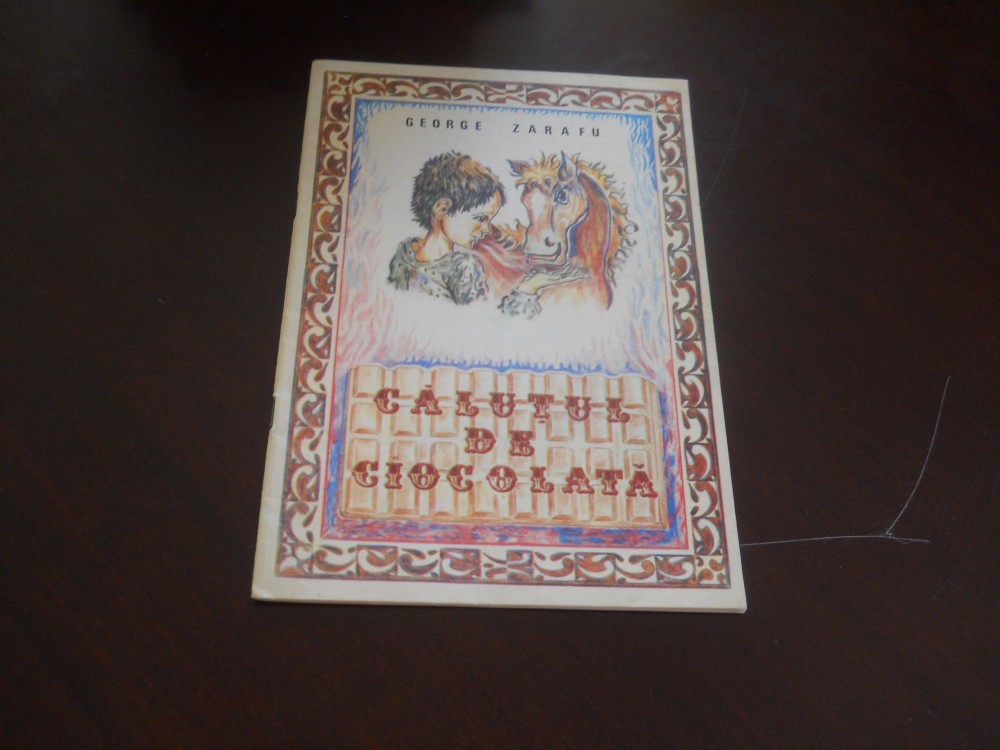 GEORGE ZARAFU
CĂLUȚUL
DE
CIOCOLATĂ